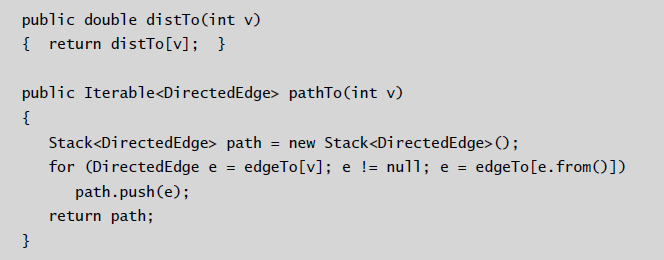 public double distTo(int v)
{  return distTo[v];  }
public Iterable<DirectedEdge> pathTo(int v)
{
   Stack<DirectedEdge> path = new Stack<DirectedEdge>();
   for (DirectedEdge e = edgeTo[v]; e != null; e = edgeTo[e.from()])
      path.push(e);
   return path;
}